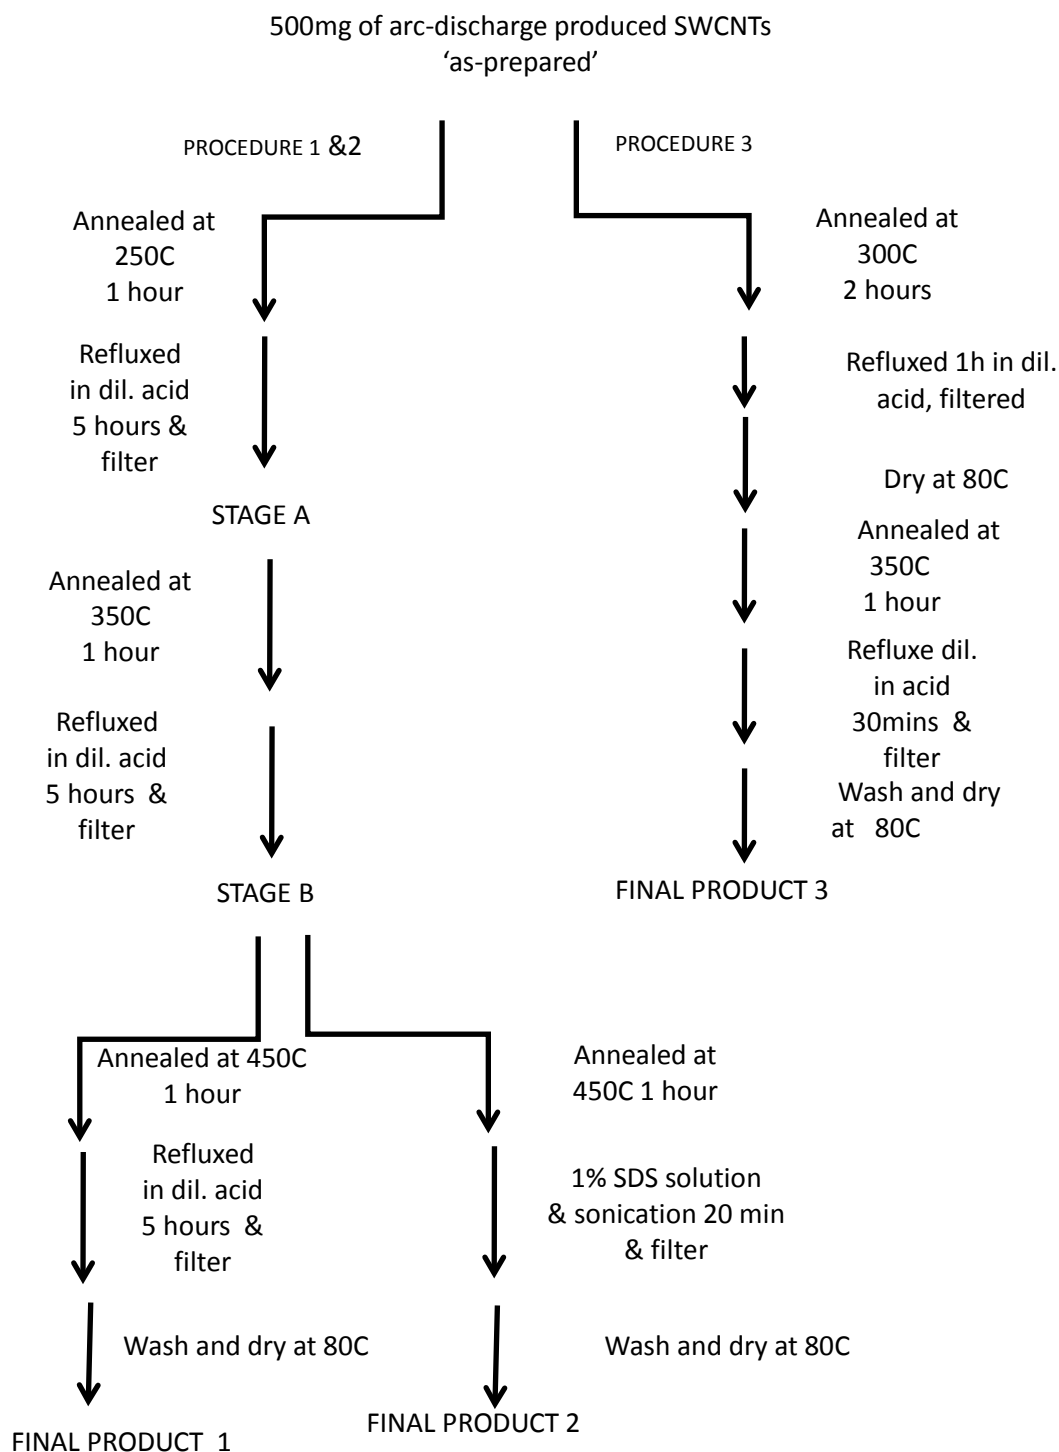 500mg of arc-discharge produced SWCNTs
‘as-prepared’
PROCEDURE 1 &2
Annealed at
250C
1 hour
Refluxed
in dil. acid
5 hours &
filter
STAGE A
Annealed at
350C
1 hour
Refluxed
in dil. acid
5 hours &
filter
STAGE B
Annealed at 450C
1 hour
Refluxed
in dil. acid
5 hours &
filter
Wash and dry at 80C
FINAL PRODUCT 1
Annealed at
450C 1 hour
1% SDS solution
& sonication 20 min
& filter
Wash and dry at 80C
FINAL PRODUCT 2
PROCEDURE 3
Annealed at
300C
2 hours
Refluxed 1h in dil.
acid, filtered
Dry at 80C
Annealed at
350C
1 hour
Refluxe dil.
in acid
30mins &
filter
Wash and dry
at 80C
FINAL PRODUCT 3